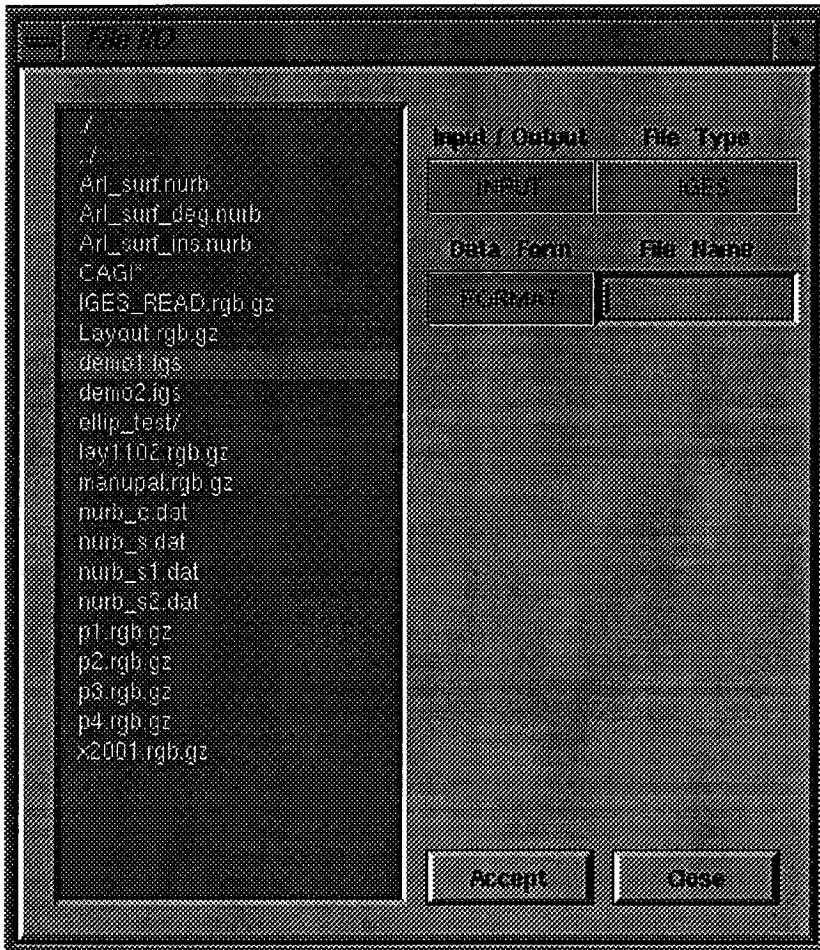 File I/O
./
../
Arl_surf.nurb
Arl_surf_deg.nurb
Arl_surf_ins.nurb
CAGI*
IGES_READ.rgb.gz
Layout.rgb.gz
demo1.igs
demo2.igs
ellip_test/
lay1102.rgb.gz
manupal.rgb.gz
nurb_c.dat
nurb_s.dat
nurb_s1.dat
nurb_s2.dat
p1.rgb.gz
p2.rgb.gz
p3.rgb.gz
p4.rgb.gz
x2001.rgb.gz
Input / Output File Type
INPUT IGES
Data Form File Name
FORMAT
Accept Close